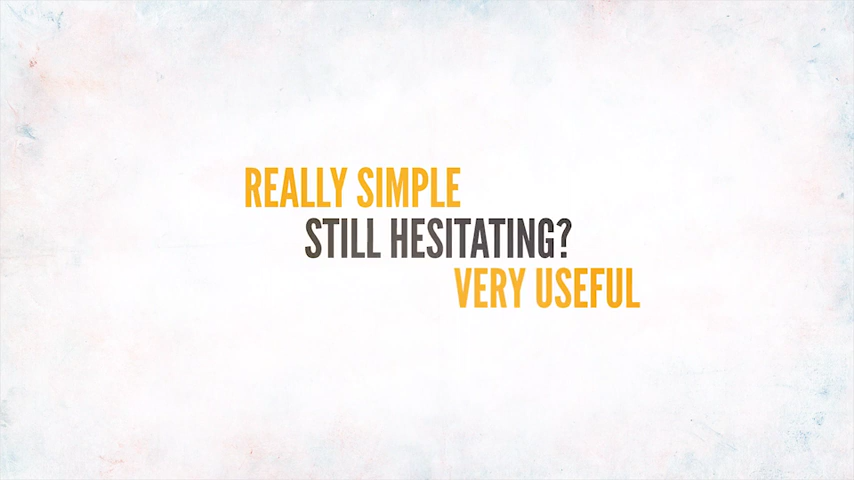 REALLY SIMPLE
STILL HESITATING?
VERY USEFUL